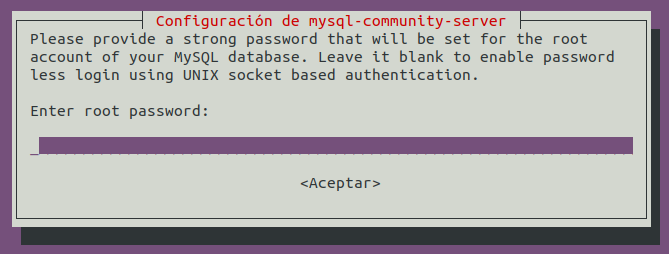 Configuración de mysql-community-server
Please provide a strong password that will be set for the root
account of your MySQL database. Leave it blank to enable password
less login using UNIX socket based authentication.
Enter root password:
<Aceptar>